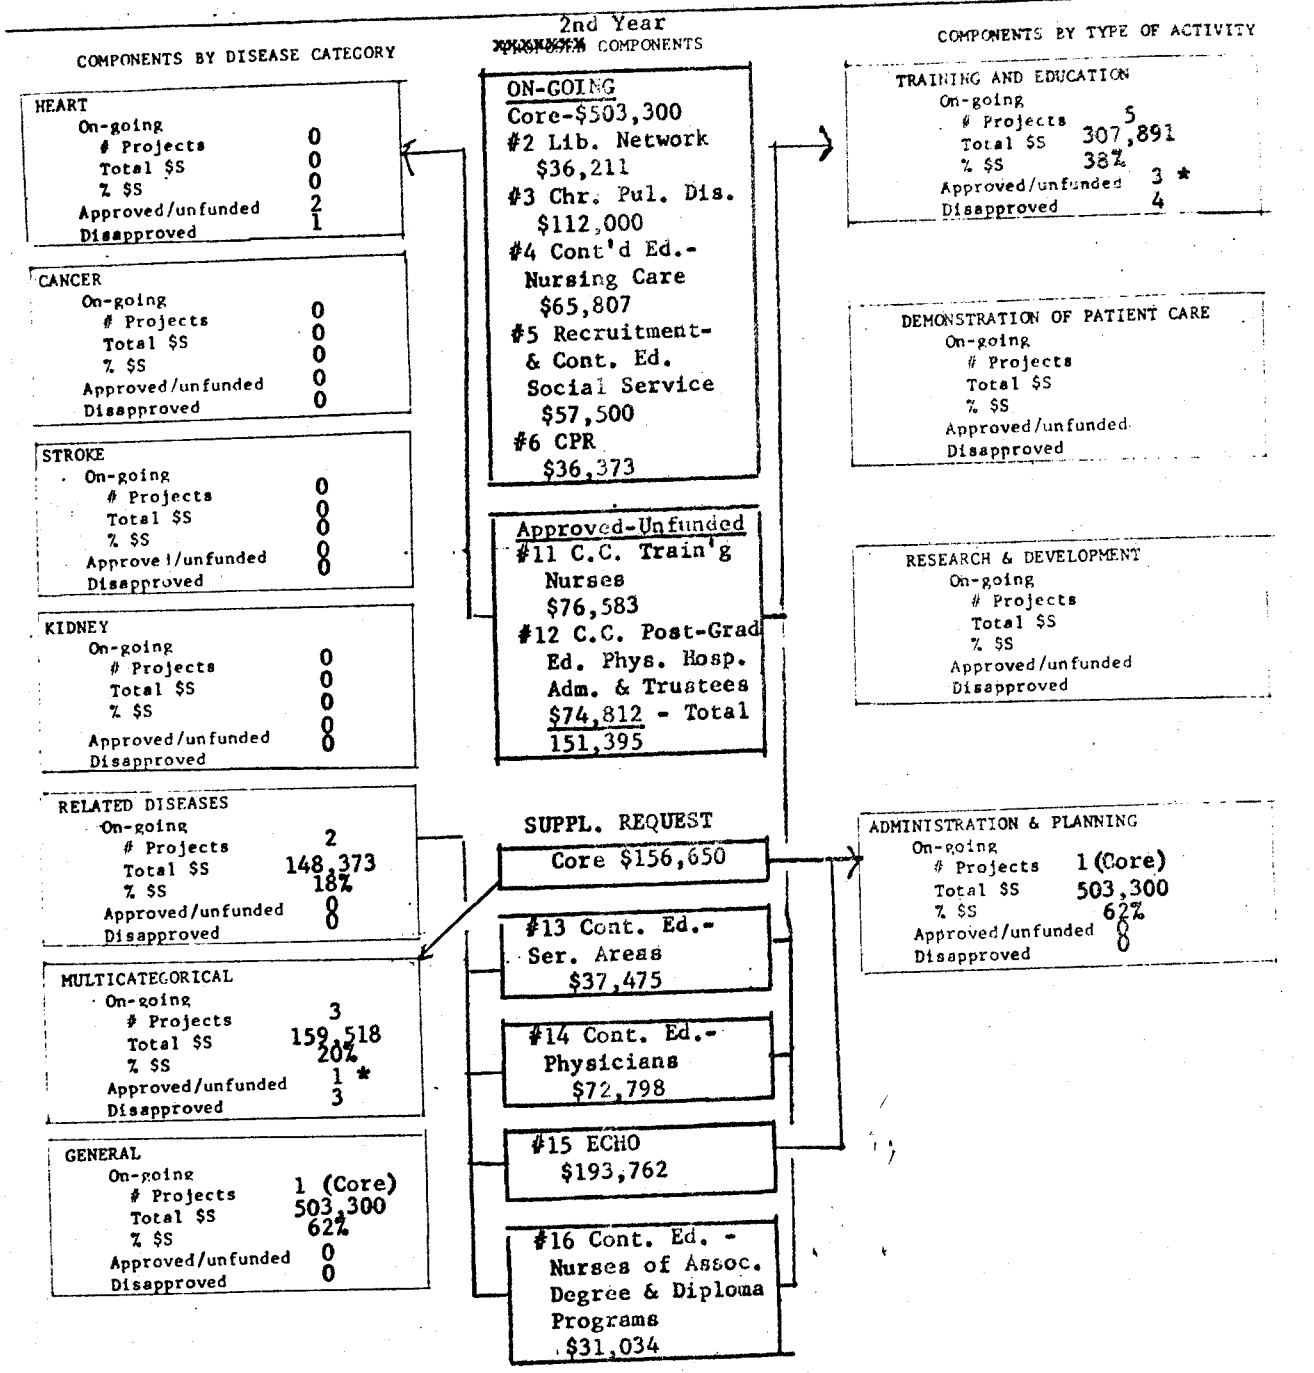 2nd Year
COMPONENTS
COMPONENTS BY DISEASE CATEGORY
HEART
On-going
# Projects 0
Total $S 0
% $S 0
Approved/unfunded 2
Disapproved 1
CANCER
On-going
# Projects 0
Total $S 0
% $S 0
Approved/unfunded 0
Disapproved 0
STROKE
On-going
# Projects 0
Total $S 0
% $S 0
Approved/unfunded 0
Disapproved 0
KIDNEY
On-going
# Projects 0
Total $S 0
% $S 0
Approved/unfunded 0
Disapproved 0
RELATED DISEASES
On-going
# Projects 2
Total $S 148,373
% $S 18%
Approved/unfunded 0
Disapproved 0
MULTICATEGORICAL
On-going
# Projects 3
Total $S 159,518
% $S 20%
Approved/unfunded 1 *
Disapproved 3
GENERAL
On-going
# Projects 1 (Core)
Total $S 503,300
% $S 62%
Approved/unfunded 0
Disapproved 0
ON-GOING
Core-$503,300
#2 Lib. Network
$36,211
#3 Chr. Pul. Dis.
$112,000
#4 Cont'd Ed.-
Nursing Care
$65,807
#5 Recruitment-
& Cont. Ed.
Social Service
$57,500
#6 CPR
$36,373
Approved-Unfunded
#11 C.C. Train'g
Nurses
$76,583
#12 C.C. Post-Grad
Ed. Phys. Hosp.
Adm. & Trustees
$74,812 - Total
151,395
SUPPL. REQUEST
Core $156,650
#13 Cont. Ed.-
Ser. Areas
$37,475
#14 Cont. Ed.-
Physicians
$72,798
#15 ECHO
$193,762
#16 Cont. Ed. -
Nurses of Assoc.
Degree & Diploma
Programs
$31,034
COMPONENTS BY TYPE OF ACTIVITY
TRAINING AND EDUCATION
On-going
# Projects 5
Total $S 307,891
% $S 38%
Approved/unfunded 3 *
Disapproved 4
DEMONSTRATION OF PATIENT CARE
On-going
# Projects
Total $S
% $S
Approved/unfunded
Disapproved
RESEARCH & DEVELOPMENT
On-going
# Projects
Total $S
% $S
Approved/unfunded
Disapproved
ADMINISTRATION & PLANNING
On-going
# Projects 1 (Core)
Total $S 503,300
% $S 62%
Approved/unfunded 0
Disapproved 0